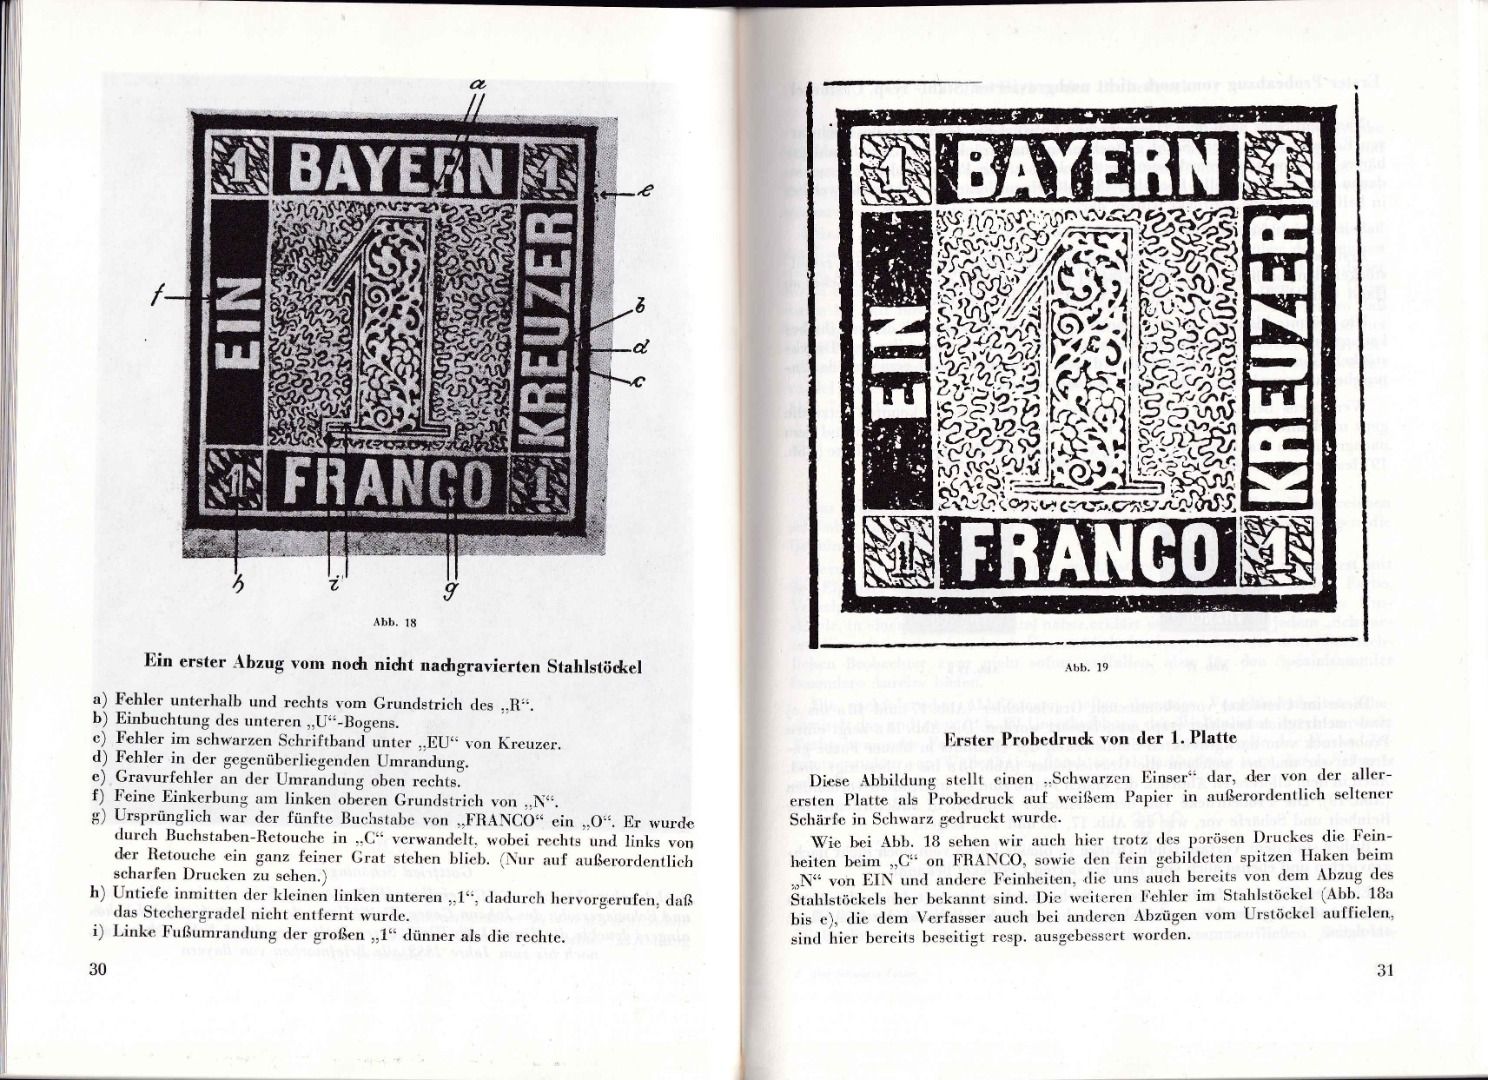 a
1 BAYERN 1
e
f
EIN
KREUZER
b
d
c
1
1 FRANCO 1
h i g
Abb. 18
Ein erster Abzug vom noch nicht nachgravierten Stahlstöckel
a) Fehler unterhalb und rechts vom Grundstrich des „R“.
b) Einbuchtung des unteren „U“-Bogens.
c) Fehler im schwarzen Schriftband unter „EU“ von Kreuzer.
d) Fehler in der gegenüberliegenden Umrandung.
e) Gravurfehler an der Umrandung oben rechts.
f) Feine Einkerbung am linken oberen Grundstrich von „N“.
g) Ursprünglich war der fünfte Buchstabe von „FRANCO“ ein „O“. Er wurde
durch Buchstaben-Retouche in „C“ verwandelt, wobei rechts und links von
der Retouche ein ganz feiner Grat stehen blieb. (Nur auf außerordentlich
scharfen Drucken zu sehen.)
h) Untiefe inmitten der kleinen linken unteren „1“, dadurch hervorgerufen, daß
das Stechergradel nicht entfernt wurde.
i) Linke Fußumrandung der großen „1“ dünner als die rechte.
30
1 BAYERN 1
EIN
KREUZER
1
1 FRANCO 1
Abb. 19
Erster Probedruck von der 1. Platte
Diese Abbildung stellt einen „Schwarzen Einser“ dar, der von der aller-
ersten Platte als Probedruck auf weißem Papier in außerordentlich seltener
Schärfe in Schwarz gedruckt wurde.
Wie bei Abb. 18 sehen wir auch hier trotz des porösen Druckes die Fein-
heiten beim „C“ on FRANCO, sowie den fein gebildeten spitzen Haken beim
„N“ von EIN und andere Feinheiten, die uns auch bereits von dem Abzug des
Stahlstöckels her bekannt sind. Die weiteren Fehler im Stahlstöckel (Abb. 18a
bis e), die dem Verfasser auch bei anderen Abzügen vom Urstöckel auffielen,
sind hier bereits beseitigt resp. ausgebessert worden.
31